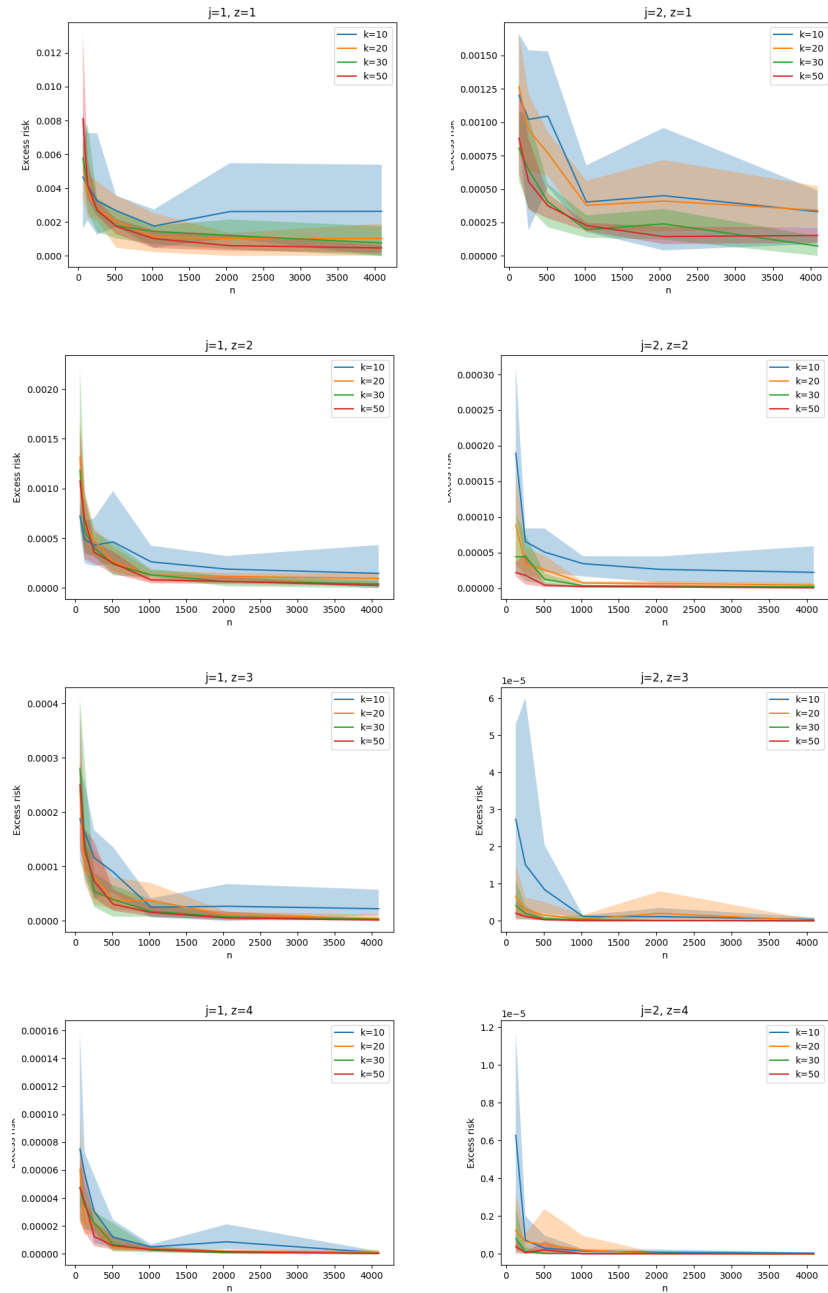 j=1, z=1
k=10
k=20
k=30
k=50
0.012
0.010
0.008
0.006
0.004
0.002
0.000
Excess risk
0 500 1000 1500 2000 2500 3000 3500 4000
n
j=2, z=1
k=10
k=20
k=30
k=50
0.00150
0.00125
0.00100
0.00075
0.00050
0.00025
0.00000
Excess risk
0 500 1000 1500 2000 2500 3000 3500 4000
n
j=1, z=2
k=10
k=20
k=30
k=50
0.0020
0.0015
0.0010
0.0005
0.0000
Excess risk
0 500 1000 1500 2000 2500 3000 3500 4000
n
j=2, z=2
k=10
k=20
k=30
k=50
0.00030
0.00025
0.00020
0.00015
0.00010
0.00005
0.00000
Excess risk
0 500 1000 1500 2000 2500 3000 3500 4000
n
j=1, z=3
k=10
k=20
k=30
k=50
0.0004
0.0003
0.0002
0.0001
0.0000
Excess risk
0 500 1000 1500 2000 2500 3000 3500 4000
n
j=2, z=3
1e−5
k=10
k=20
k=30
k=50
6
5
4
3
2
1
0
Excess risk
0 500 1000 1500 2000 2500 3000 3500 4000
n
j=1, z=4
k=10
k=20
k=30
k=50
0.00016
0.00014
0.00012
0.00010
0.00008
0.00006
0.00004
0.00002
0.00000
Excess risk
0 500 1000 1500 2000 2500 3000 3500 4000
n
j=2, z=4
1e−5
k=10
k=20
k=30
k=50
1.2
1.0
0.8
0.6
0.4
0.2
0.0
Excess risk
0 500 1000 1500 2000 2500 3000 3500 4000
n